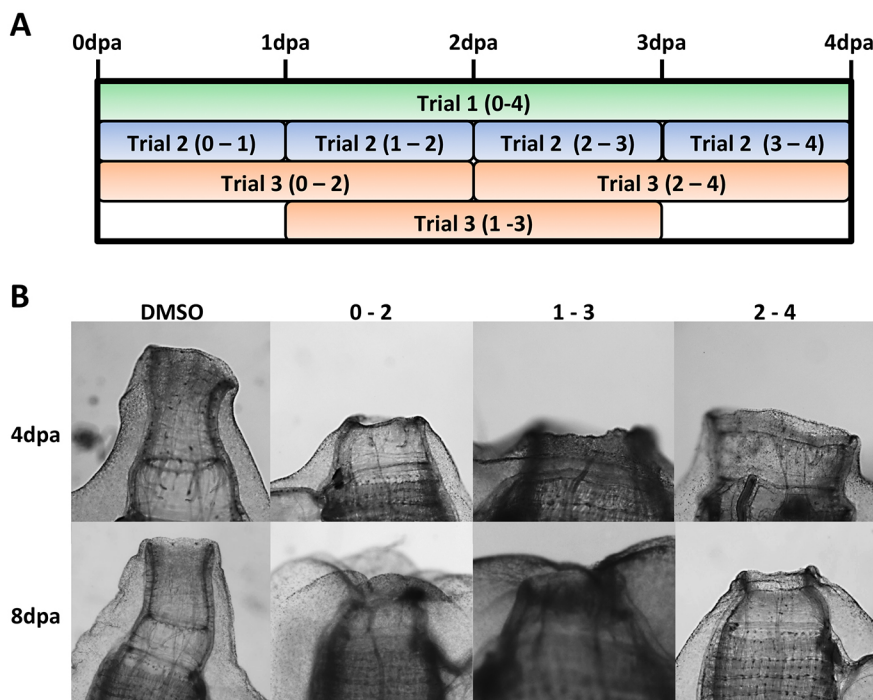 A
0dpa 1dpa 2dpa 3dpa 4dpa
Trial 1 (0-4)
Trial 2 (0 – 1) Trial 2 (1 – 2) Trial 2 (2 – 3) Trial 2 (3 – 4)
Trial 3 (0 – 2) Trial 3 (2 – 4)
Trial 3 (1 -3)
B
DMSO 0 - 2 1 - 3 2 - 4
4dpa
8dpa